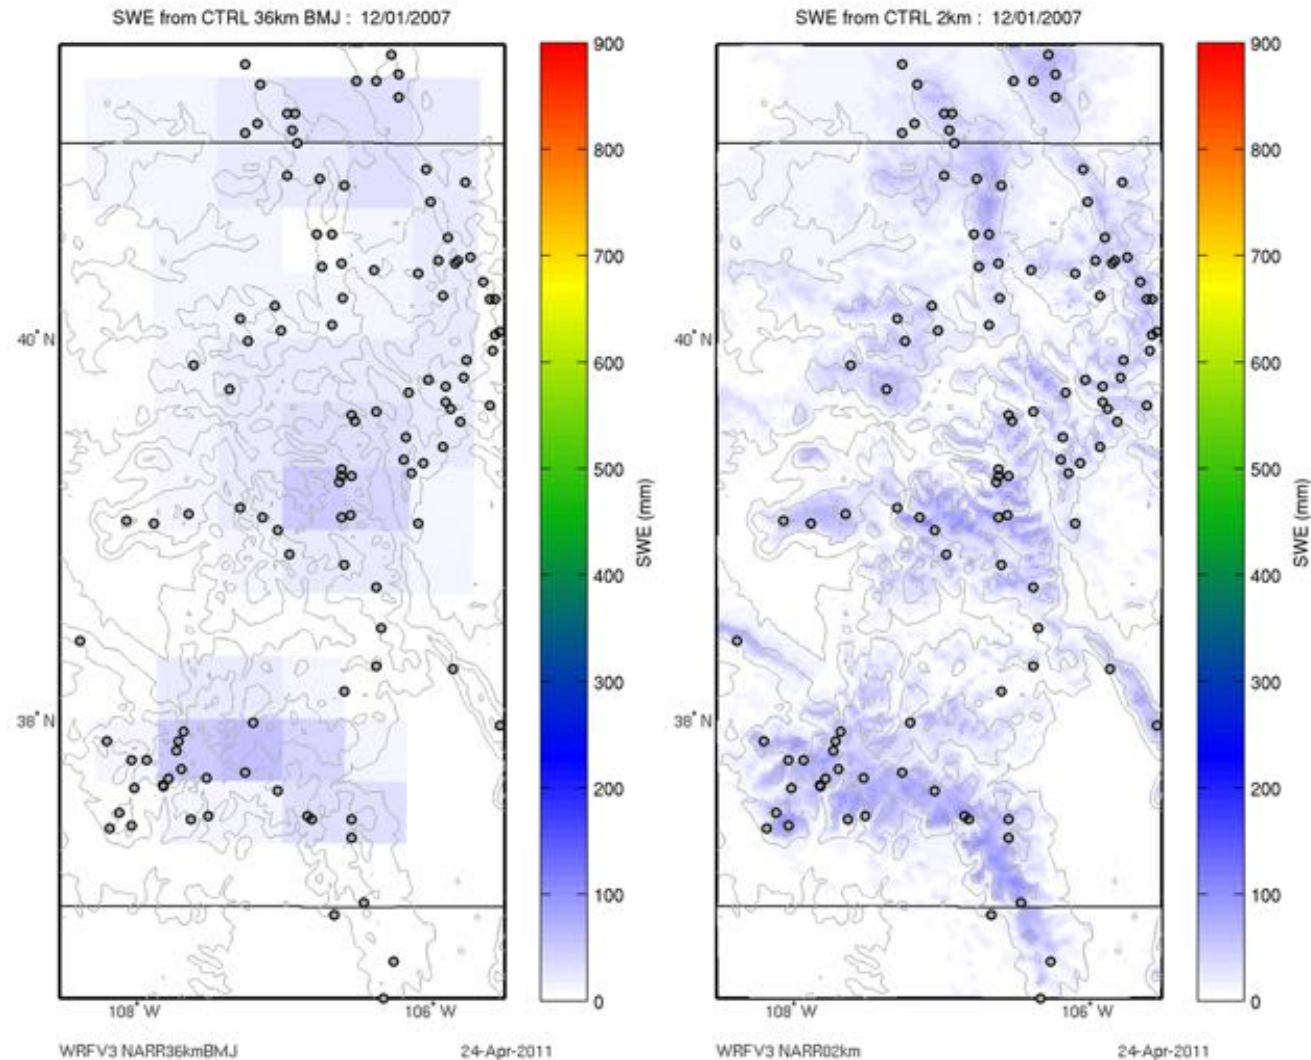 SWE from CTRL 36km BMJ : 12/01/2007
900
800
700
600
500
400
300
200
100
0
SWE (mm)
40° N
38° N
108° W
106° W
WRFV3 NARR36kmBMJ
24-Apr-2011
SWE from CTRL 2km : 12/01/2007
900
800
700
600
500
400
300
200
100
0
SWE (mm)
40° N
38° N
108° W
106° W
WRFV3 NARR02km
24-Apr-2011